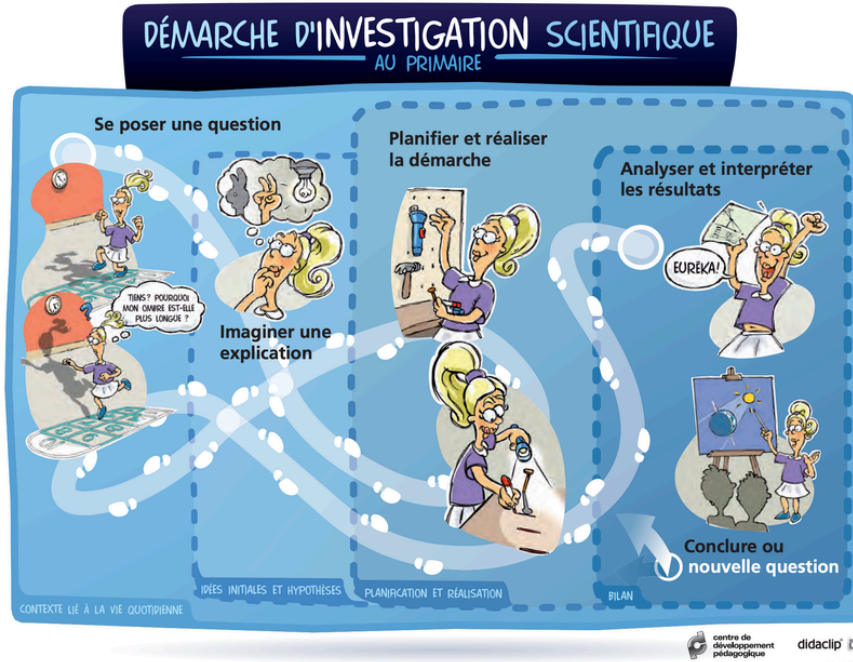 DÉMARCHE D'INVESTIGATION SCIENTIFIQUE
AU PRIMAIRE
Se poser une question
TIENS? POURQUOI
MON OMBRE EST-ELLE
PLUS LONGUE ?
?
Imaginer une
explication
Planifier et réaliser
la démarche
Analyser et interpréter
les résultats
EURÊKA!
Conclure ou
nouvelle question
CONTEXTE LIÉ À LA VIE QUOTIDIENNE
IDÉES INITIALES ET HYPOTHÈSES
PLANIFICATION ET RÉALISATION
BILAN
centre de
développement
pédagogique
didaclip